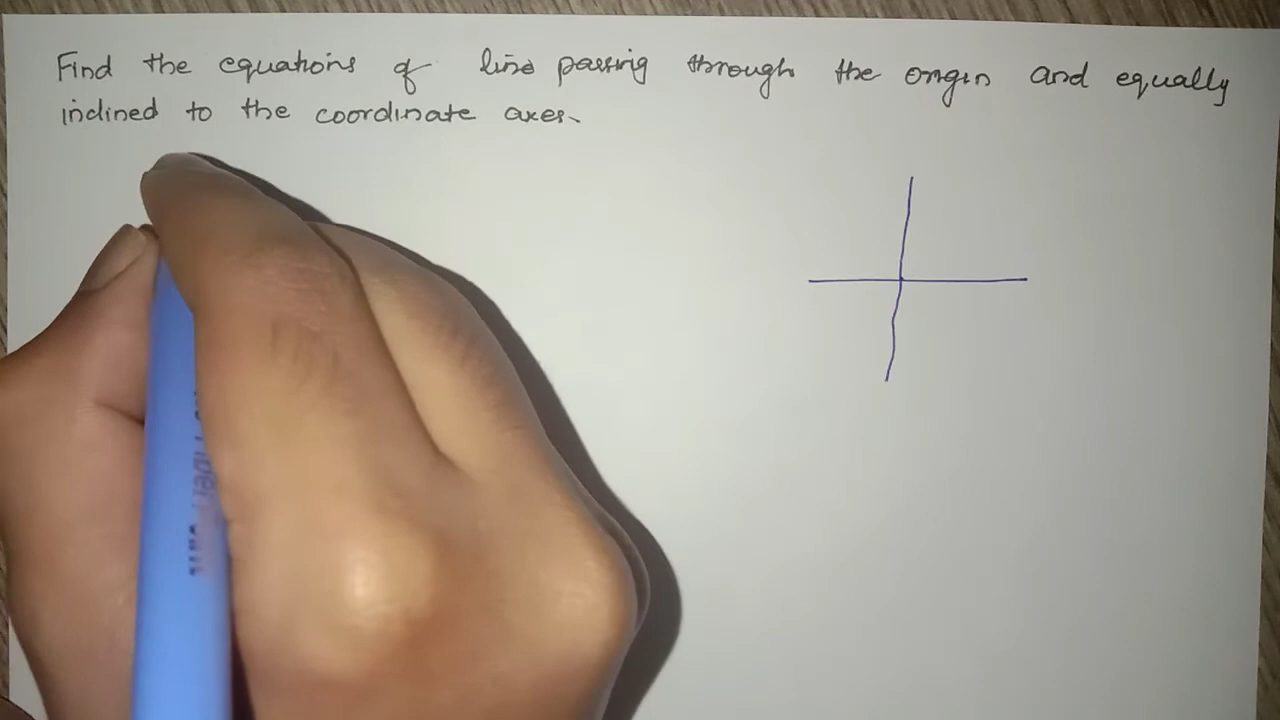 Find the equations of line passing through the origin and equally
inclined to the coordinate axes.